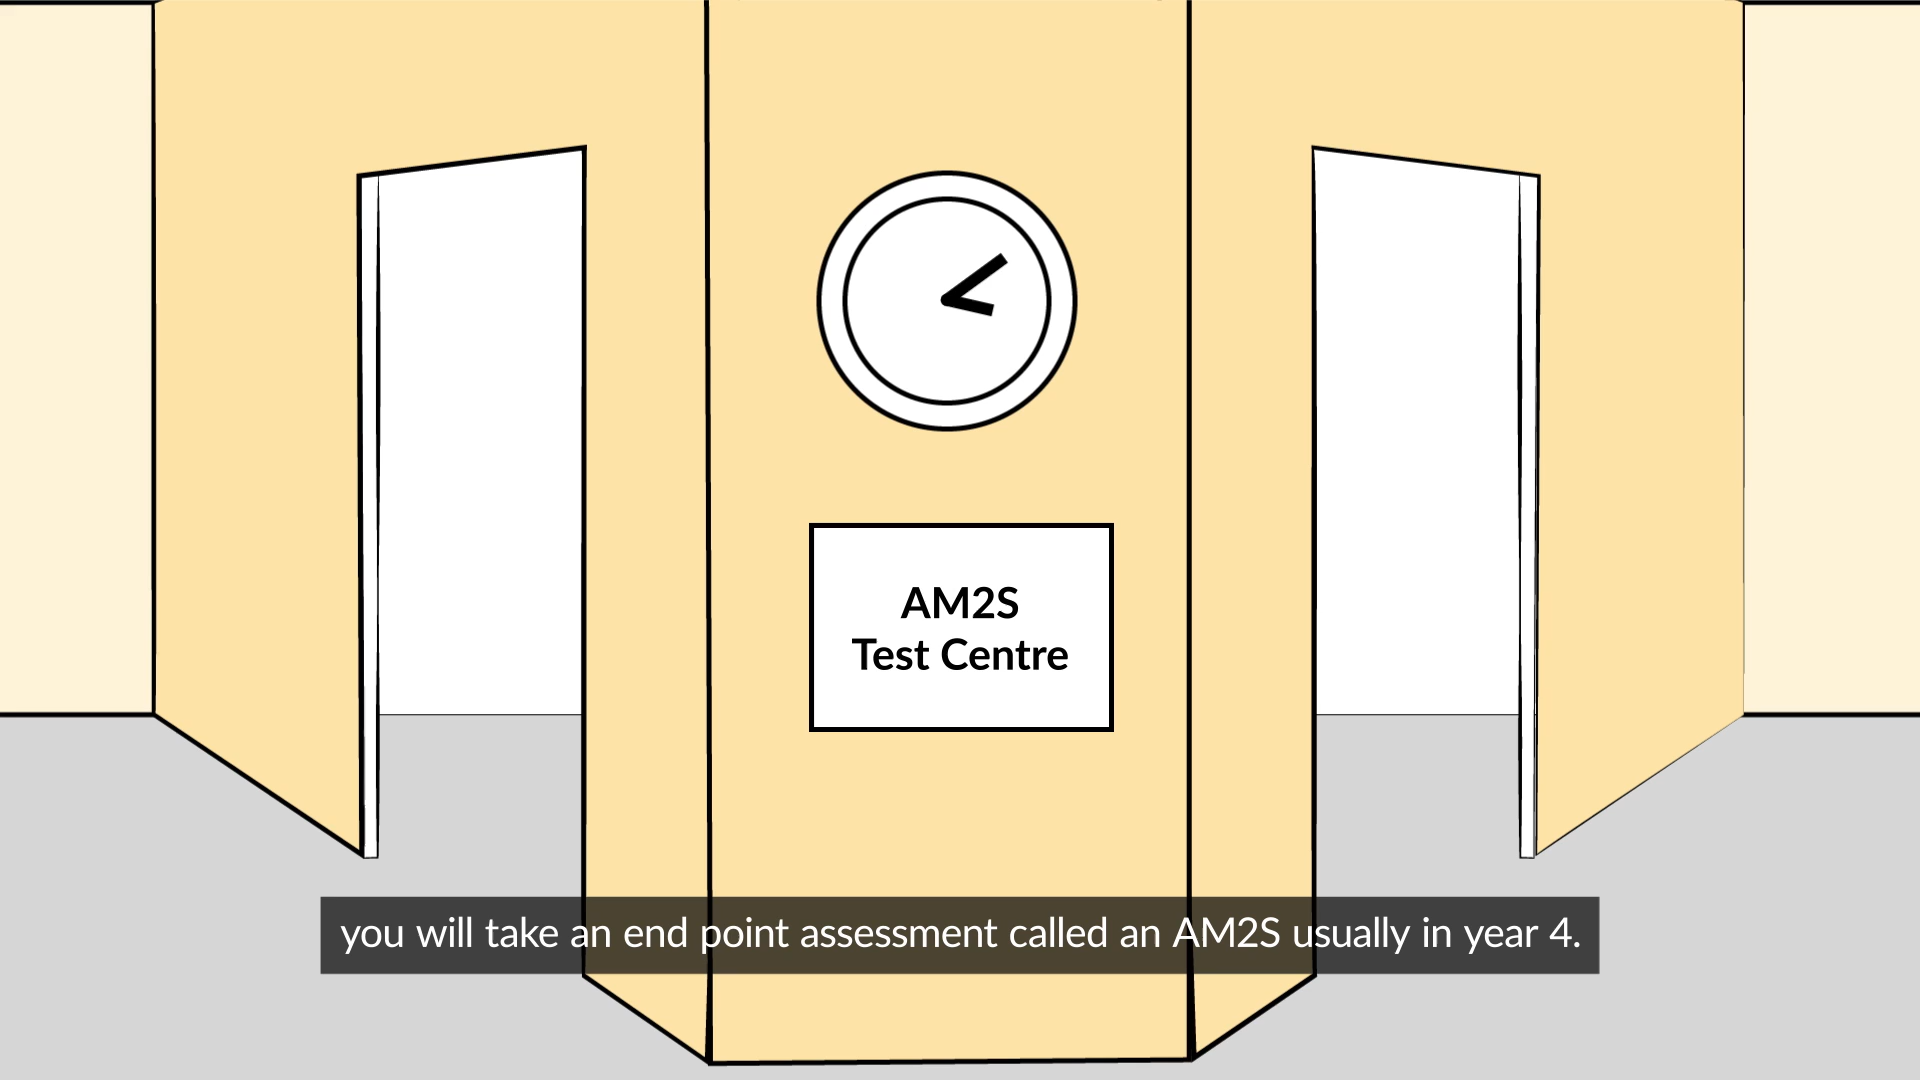 AM2S
Test Centre
you will take an end point assessment called an AM2S usually in year 4.